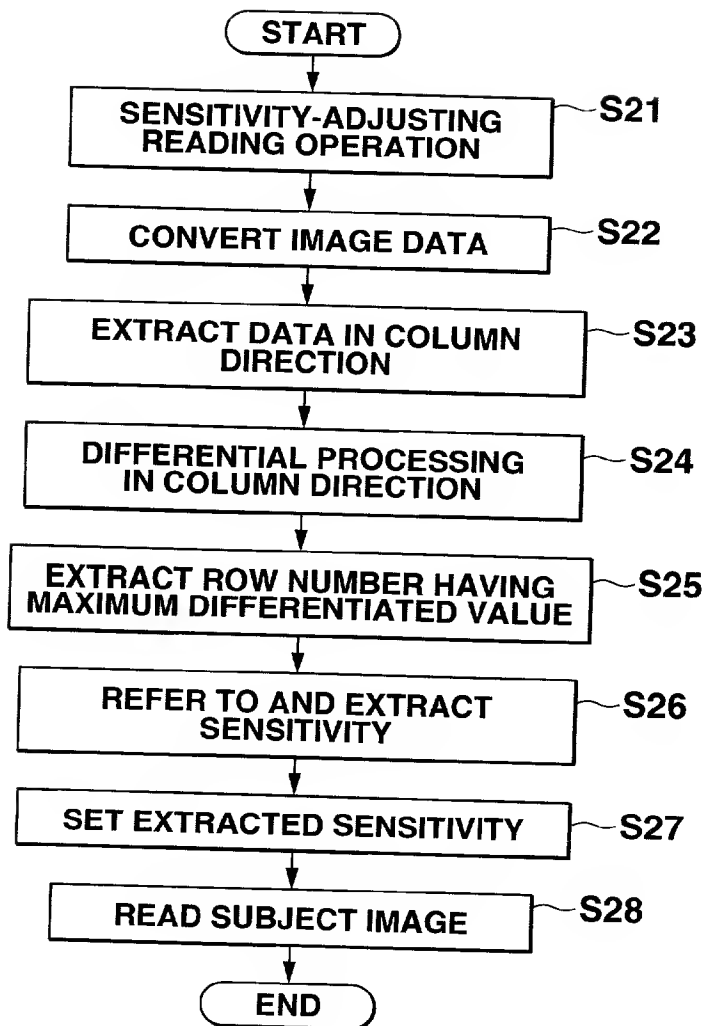 START
SENSITIVITY-ADJUSTING
READING OPERATION
S21
CONVERT IMAGE DATA
S22
EXTRACT DATA IN COLUMN
DIRECTION
S23
DIFFERENTIAL PROCESSING
IN COLUMN DIRECTION
S24
EXTRACT ROW NUMBER HAVING
MAXIMUM DIFFERENTIATED VALUE
S25
REFER TO AND EXTRACT
SENSITIVITY
S26
SET EXTRACTED SENSITIVITY
S27
READ SUBJECT IMAGE
S28
END